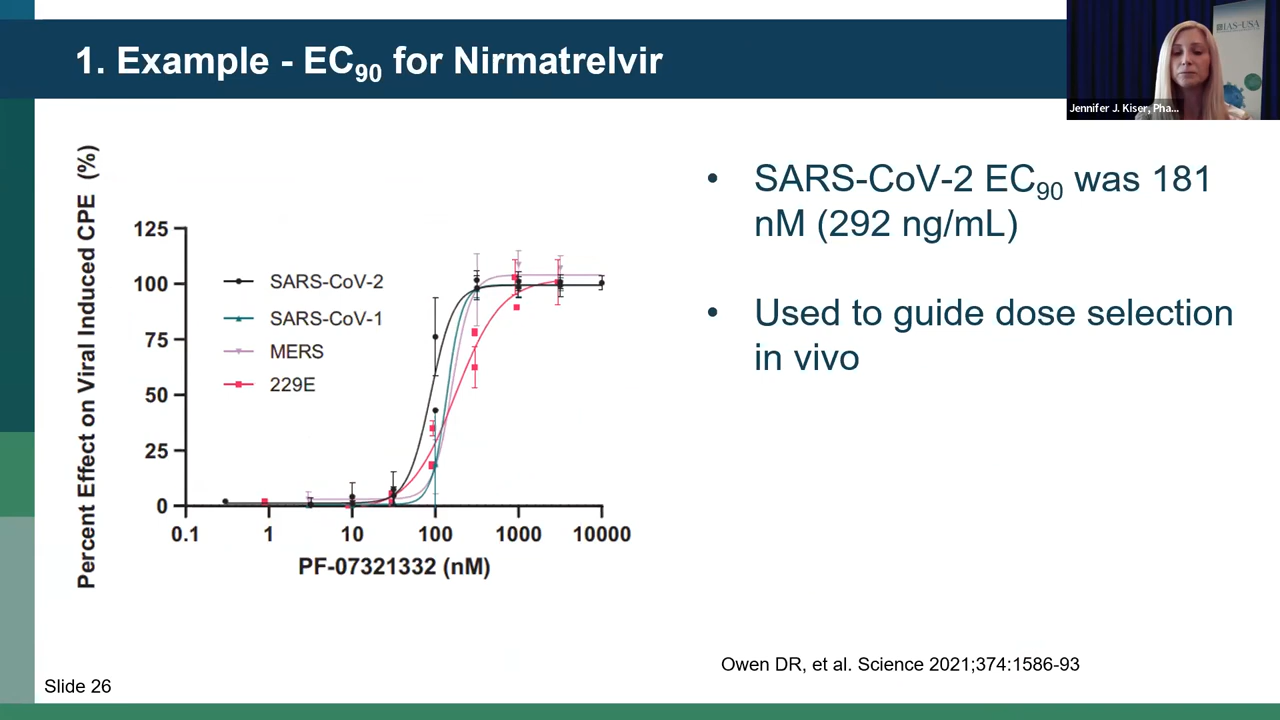 1. Example - EC90 for Nirmatrelvir
IAS-USA
Jennifer J. Kiser, Pha...
Percent Effect on Viral Induced CPE (%)
125
100
75
50
25
0
SARS-CoV-2
SARS-CoV-1
MERS
229E
0.1 1 10 100 1000 10000
PF-07321332 (nM)
• SARS-CoV-2 EC90 was 181
nM (292 ng/mL)
• Used to guide dose selection
in vivo
Owen DR, et al. Science 2021;374:1586-93
Slide 26